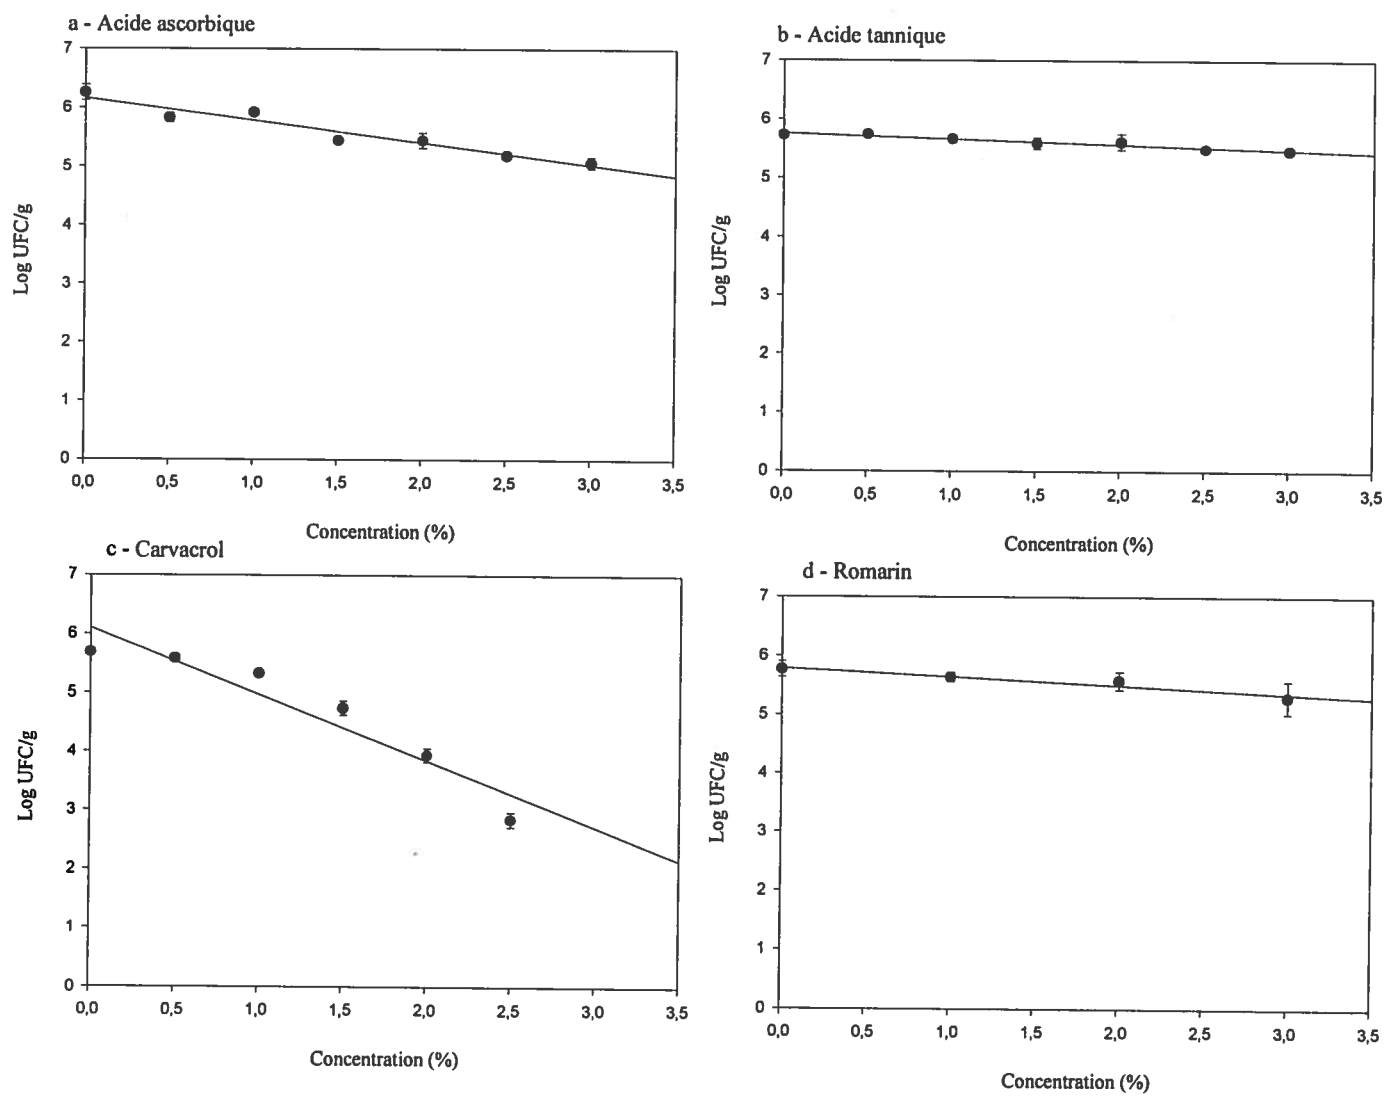 a - Acide ascorbique
7
6
5
4
3
2
1
0
Log UFC/g
0,0 0,5 1,0 1,5 2,0 2,5 3,0 3,5
Concentration (%)
b - Acide tannique
7
6
5
4
3
2
1
0
Log UFC/g
0,0 0,5 1,0 1,5 2,0 2,5 3,0 3,5
Concentration (%)
c - Carvacrol
7
6
5
4
3
2
1
0
Log UFC/g
0,0 0,5 1,0 1,5 2,0 2,5 3,0 3,5
Concentration (%)
d - Romarin
7
6
5
4
3
2
1
0
Log UFC/g
0,0 0,5 1,0 1,5 2,0 2,5 3,0 3,5
Concentration (%)